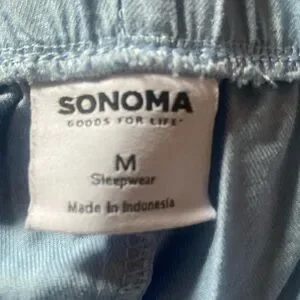 SONOMA
GOODS FOR LIFE
M
Sleepwear
Made In Indonesia